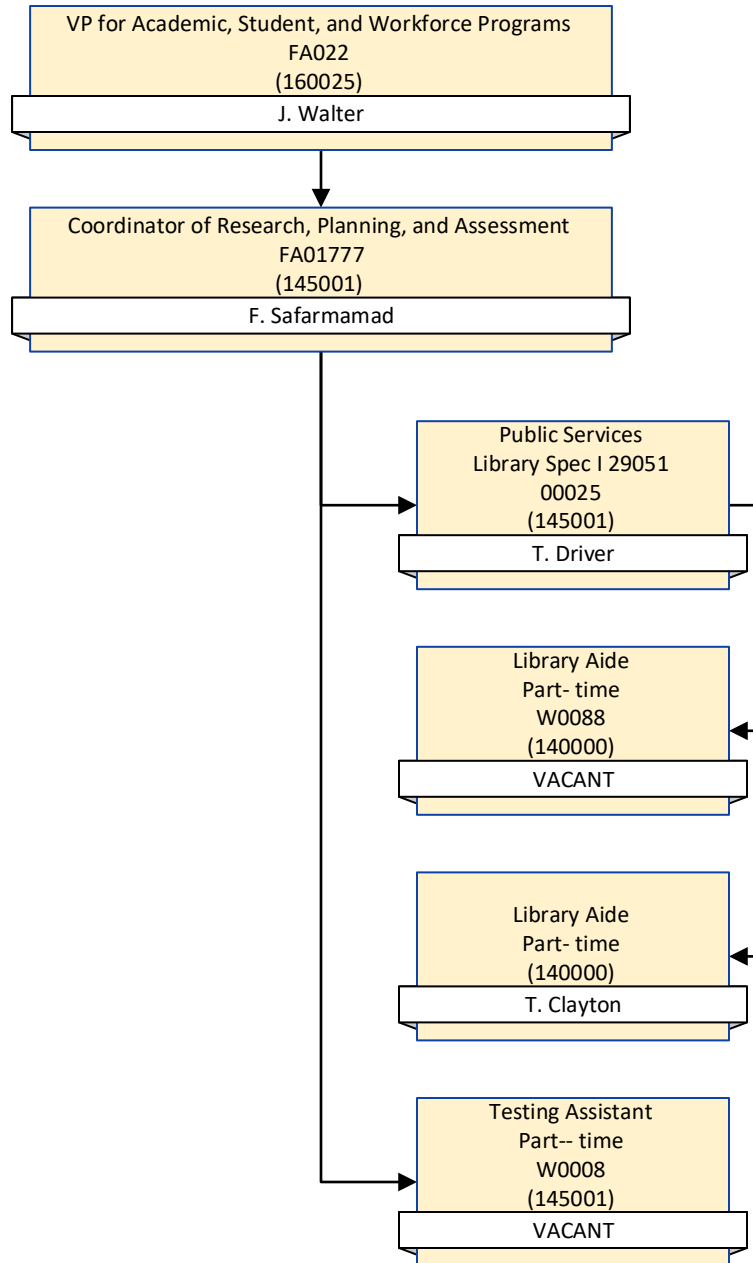 VP for Academic, Student, and Workforce Programs
FA022
(160025)
J. Walter
Coordinator of Research, Planning, and Assessment
FA01777
(145001)
F. Safarmamad
Public Services
Library Spec I 29051
00025
(145001)
T. Driver
Library Aide
Part- time
W0088
(140000)
VACANT
Library Aide
Part- time
(140000)
T. Clayton
Testing Assistant
Part-- time
W0008
(145001)
VACANT